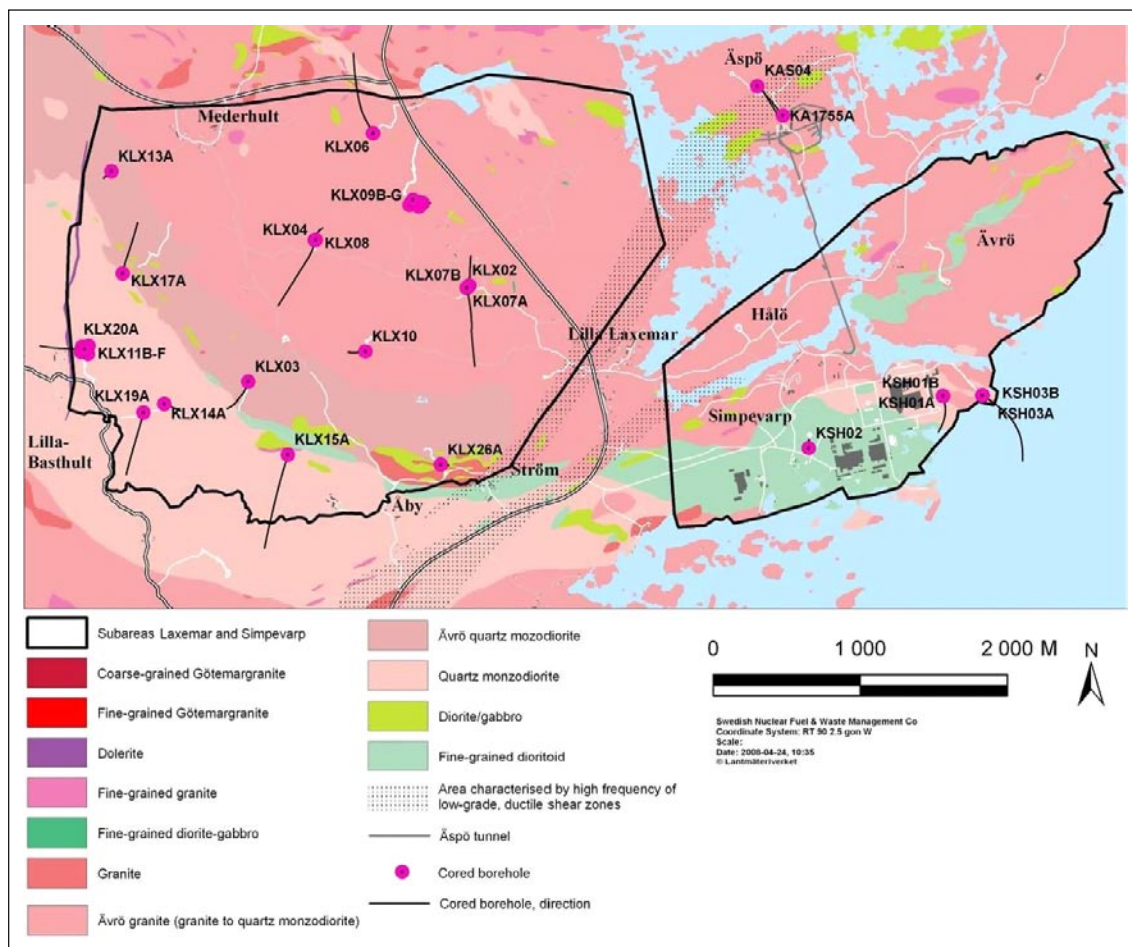 Äspö
KAS04
Mederhult
KA1755A
KLX06
KLX13A
KLX09B-G
KLX04
KLX08
Ävrö
KLX07B
KLX02
KLX17A
KLX07A
Hålö
KLX20A
KLX11B-F
KLX10
Lilla Laxemar
KLX03
KSH01B
KSH03B
KLX19A
KLX14A
KSH01A
KSH03A
Simpevarp
KSH02
Lilla-
Basthult
KLX15A
KLX26A
Ström
Äby
Subareas Laxemar and Simpevarp
Coarse-grained Götemargranite
Fine-grained Götemargranite
Dolerite
Fine-grained granite
Fine-grained diorite-gabbro
Granite
Ävrö granite (granite to quartz monzodiorite)
Ävrö quartz mozodiorite
Quartz monzodiorite
Diorite/gabbro
Fine-grained dioritoid
Area characterised by high frequency of
low-grade, ductile shear zones
Äspö tunnel
Cored borehole
Cored borehole, direction
0 1 000 2 000 M
N
Swedish Nuclear Fuel & Waste Management Co
Coordinate System: RT 90 2.5 gon W
Scale:
Date: 2008-04-24, 10:35
© Lantmäteriverket